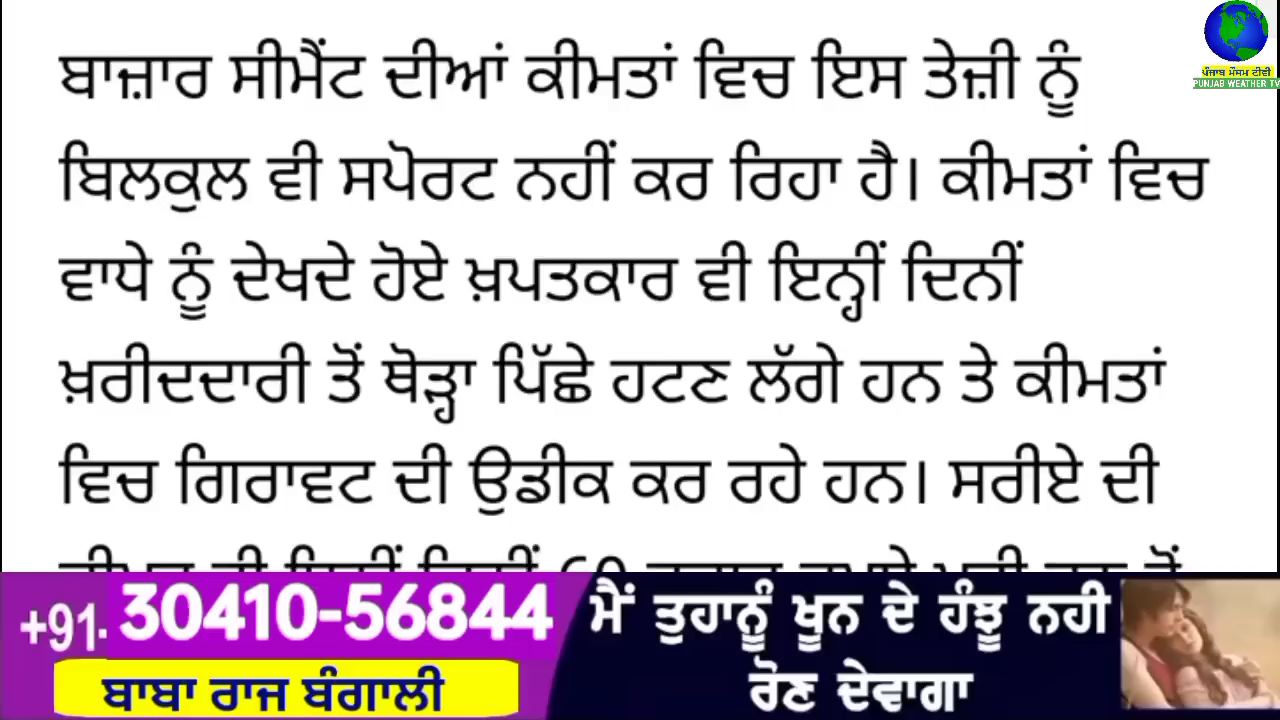 ਬਾਜ਼ਾਰ ਸੀਮੈਂਟ ਦੀਆਂ ਕੀਮਤਾਂ ਵਿਚ ਇਸ ਤੇਜ਼ੀ ਨੂੰ
ਬਿਲਕੁਲ ਵੀ ਸਪੋਰਟ ਨਹੀਂ ਕਰ ਰਿਹਾ ਹੈ। ਕੀਮਤਾਂ ਵਿਚ
ਵਾਧੇ ਨੂੰ ਦੇਖਦੇ ਹੋਏ ਖ਼ਪਤਕਾਰ ਵੀ ਇਨ੍ਹੀਂ ਦਿਨੀਂ
ਖ਼ਰੀਦਦਾਰੀ ਤੋਂ ਥੋੜ੍ਹਾ ਪਿੱਛੇ ਹਟਣ ਲੱਗੇ ਹਨ ਤੇ ਕੀਮਤਾਂ
ਵਿਚ ਗਿਰਾਵਟ ਦੀ ਉਡੀਕ ਕਰ ਰਹੇ ਹਨ। ਸਰੀਏ ਦੀ
ਪੰਜਾਬ ਮੌਸਮ ਟੀਵੀ
PUNJAB WEATHER TV
+91- 30410-56844
ਬਾਬਾ ਰਾਜ ਬੰਗਾਲੀ
ਮੈਂ ਤੁਹਾਨੂੰ ਖੂਨ ਦੇ ਹੰਝੂ ਨਹੀ
ਰੋਣ ਦੇਵਾਗਾ